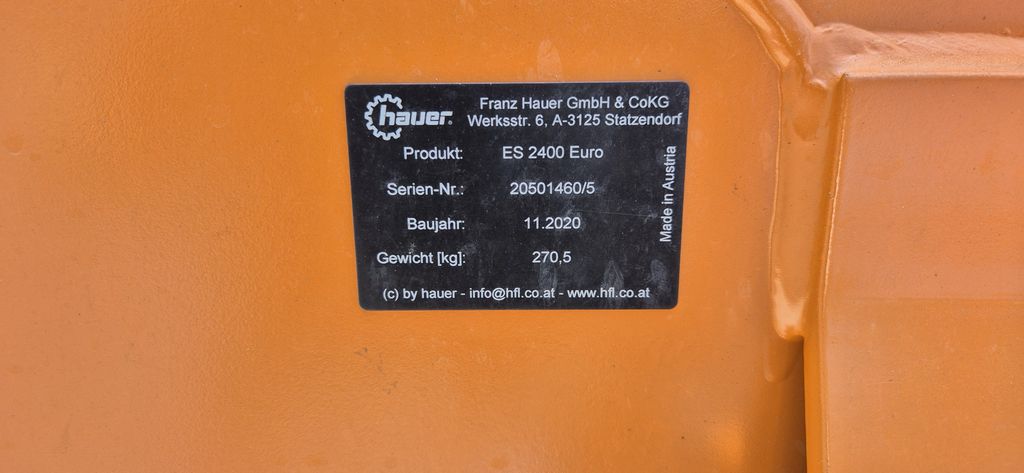 hauer®
Franz Hauer GmbH & CoKG
Werksstr. 6, A-3125 Statzendorf
Produkt: ES 2400 Euro
Serien-Nr.: 20501460/5
Baujahr: 11.2020
Gewicht [kg]: 270,5
Made in Austria
(c) by hauer - info@hfl.co.at - www.hfl.co.at